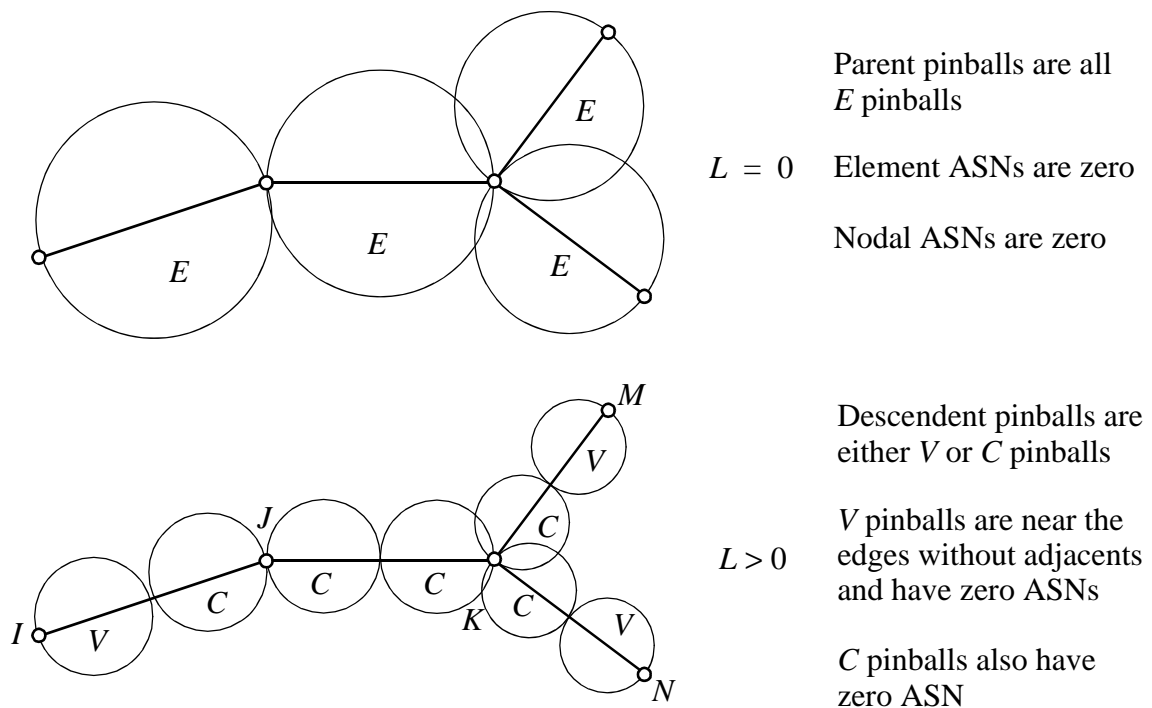 E
E
E
E
L = 0
Parent pinballs are all
E pinballs
Element ASNs are zero
Nodal ASNs are zero
I
V
C
J
C
C
K
C
C
V
M
V
N
L > 0
Descendent pinballs are
either V or C pinballs
V pinballs are near the
edges without adjacents
and have zero ASNs
C pinballs also have
zero ASN